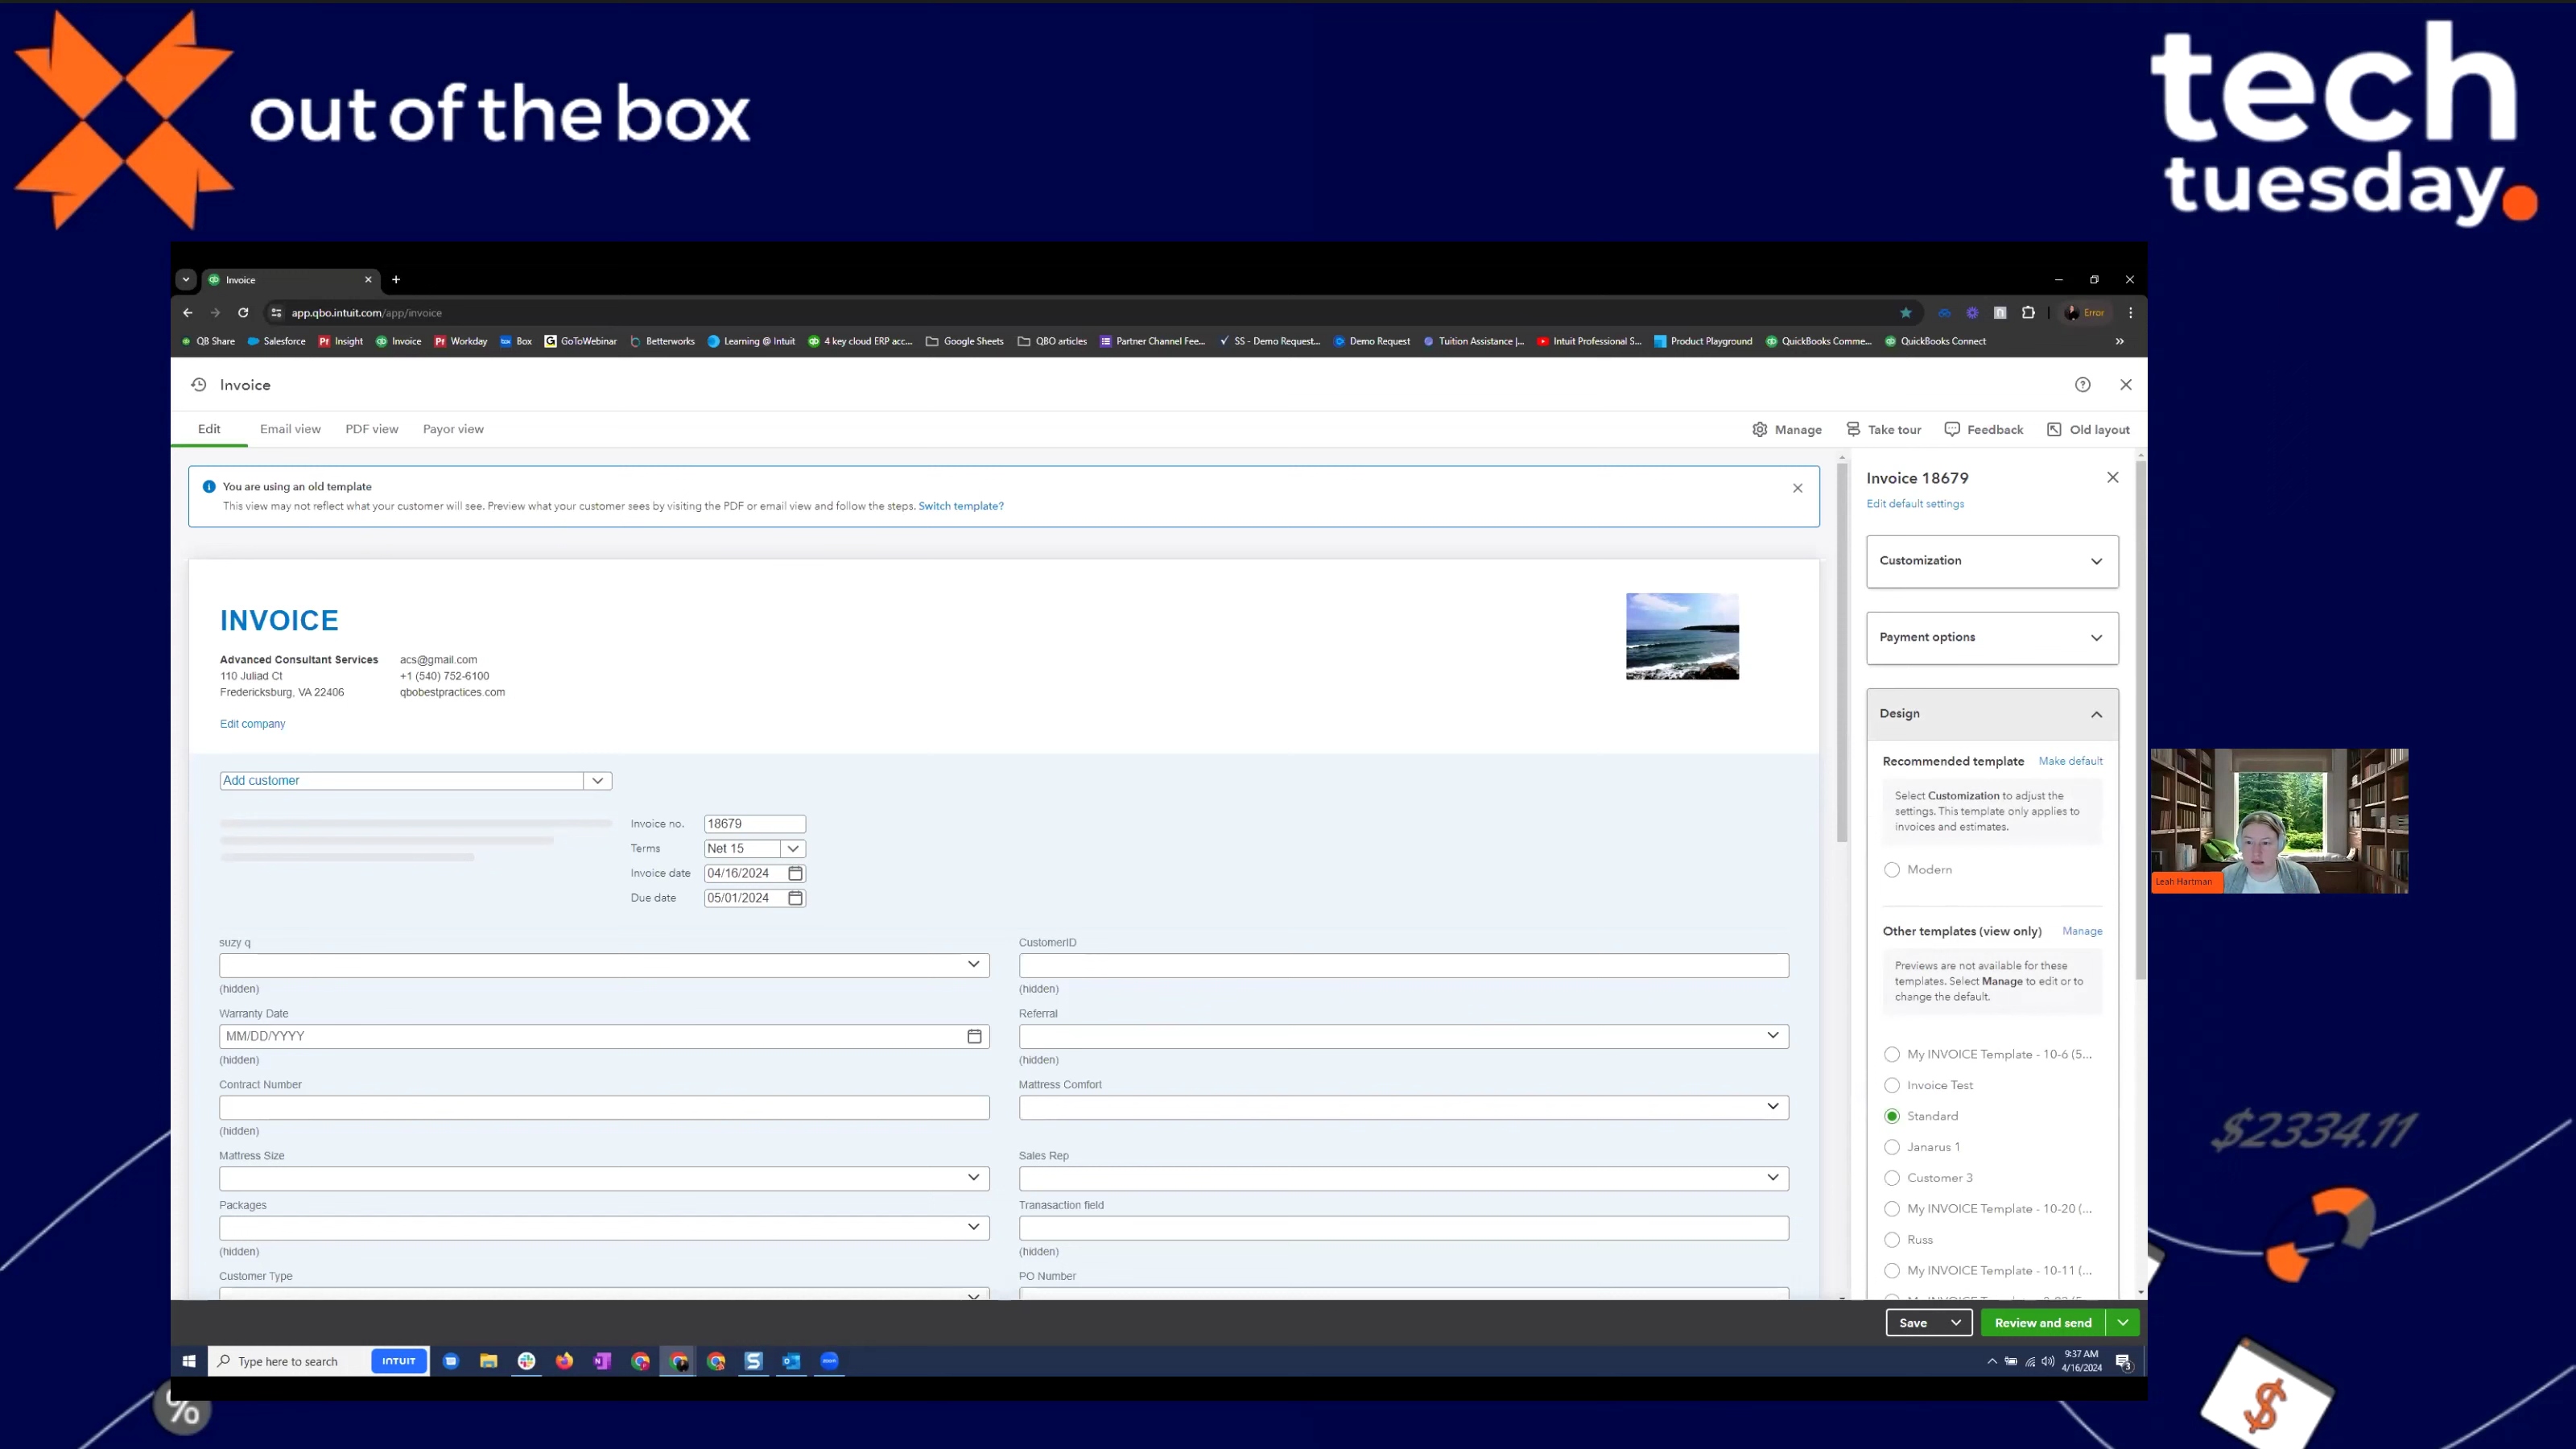 out of the box
tech
tuesday.
Invoice
app.qbo.intuit.com/app/invoice
Error
QB Share Salesforce Insight Invoice Workday Box GoToWebinar Betterworks Learning @ Intuit 4 key cloud ERP acc... Google Sheets QBO articles Partner Channel Fee... SS - Demo Request... Demo Request Tuition Assistance |... Intuit Professional S... Product Playground QuickBooks Comme... QuickBooks Connect
Invoice
Edit Email view PDF view Payor view Manage Take tour Feedback Old layout
You are using an old template
This view may not reflect what your customer will see. Preview what your customer sees by visiting the PDF or email view and follow the steps. Switch template?
INVOICE
Advanced Consultant Services acs@gmail.com
110 Juliad Ct +1 (540) 752-6100
Fredericksburg, VA 22406 qbobestpractices.com
Edit company
Add customer
Invoice no. 18679
Terms Net 15
Invoice date 04/16/2024
Due date 05/01/2024
suzy q CustomerID
(hidden) (hidden)
Warranty Date Referral
MM/DD/YYYY
(hidden) (hidden)
Contract Number Mattress Comfort
(hidden)
Mattress Size Sales Rep
Packages Tranasaction field
(hidden) (hidden)
Customer Type PO Number
Invoice 18679
Edit default settings
Customization
Payment options
Design
Recommended template Make default
Select Customization to adjust the
settings. This template only applies to
invoices and estimates.
Modern
Other templates (view only) Manage
Previews are not available for these
templates. Select Manage to edit or to
change the default.
My INVOICE Template - 10-6 (5...
Invoice Test
Standard
Janarus 1
Customer 3
My INVOICE Template - 10-20 (...
Russ
My INVOICE Template - 10-11 (...
Save Review and send
Type here to search INTUIT
9:37 AM
4/16/2024
3
Leah Hartman
$2334.11
%
$